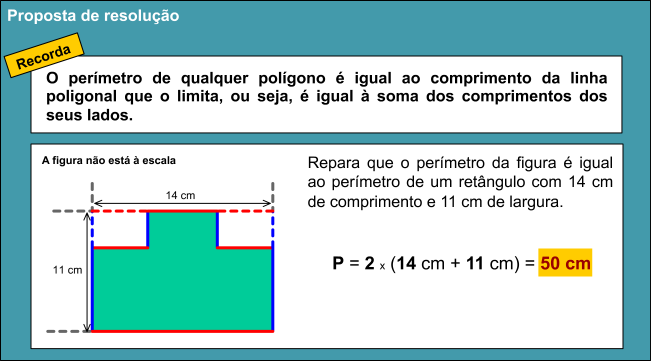 Proposta de resolução
Recorda
O perímetro de qualquer polígono é igual ao comprimento da linha
poligonal que o limita, ou seja, é igual à soma dos comprimentos dos
seus lados.
A figura não está à escala
14 cm
11 cm
Repara que o perímetro da figura é igual
ao perímetro de um retângulo com 14 cm
de comprimento e 11 cm de largura.
P = 2 × (14 cm + 11 cm) = 50 cm